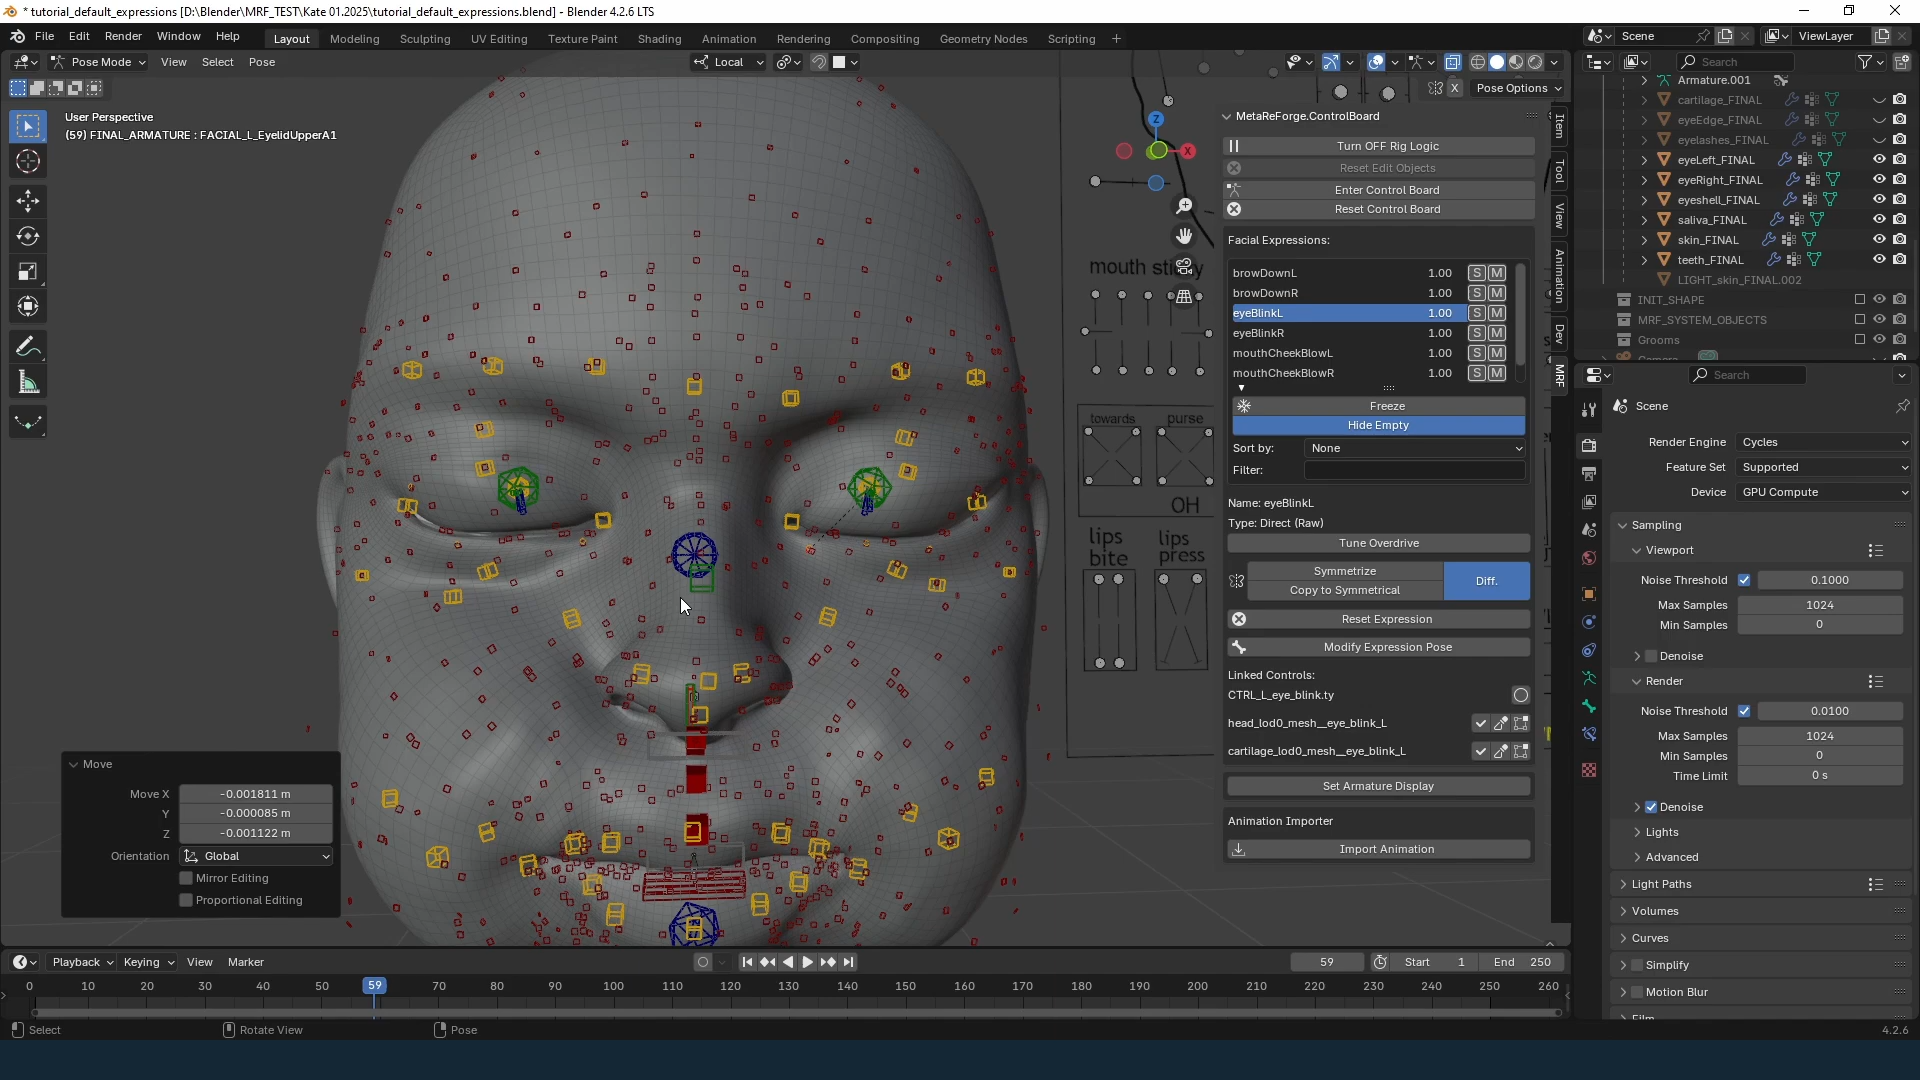 * tutorial_default_expressions [D:\Blender\MRF_TEST\Kate 01.2025\tutorial_default_expressions.blend] - Blender 4.2.6 LTS
File Edit Render Window Help
Layout Modeling Sculpting UV Editing Texture Paint Shading Animation Rendering Compositing Geometry Nodes Scripting +
Scene
ViewLayer
Pose Mode View Select Pose
Local
Search
X Pose Options
User Perspective
(59) FINAL_ARMATURE : FACIAL_L_EyelidUpperA1
Z
X
mouth sticky
towards
purse
OH
lips bite
lips press
MetaReForge.ControlBoard
Turn OFF Rig Logic
Reset Edit Objects
Enter Control Board
Reset Control Board
Facial Expressions:
browDownL 1.00 S M
browDownR 1.00 S M
eyeBlinkL 1.00 S M
eyeBlinkR 1.00 S M
mouthCheekBlowL 1.00 S M
mouthCheekBlowR 1.00 S M
Freeze
Hide Empty
Sort by: None
Filter:
Name: eyeBlinkL
Type: Direct (Raw)
Tune Overdrive
Symmetrize
Copy to Symmetrical
Diff.
Reset Expression
Modify Expression Pose
Linked Controls:
CTRL_L_eye_blink.ty
head_lod0_mesh__eye_blink_L
cartilage_lod0_mesh__eye_blink_L
Set Armature Display
Animation Importer
Import Animation
Item
Tool
View
Animation
Dev
MRF
Armature.001
cartilage_FINAL
eyeEdge_FINAL
eyelashes_FINAL
eyeLeft_FINAL
eyeRight_FINAL
eyeshell_FINAL
saliva_FINAL
skin_FINAL
teeth_FINAL
LIGHT_skin_FINAL.002
INIT_SHAPE
MRF_SYSTEM_OBJECTS
Grooms
Camera
Search
Scene
Render Engine Cycles
Feature Set Supported
Device GPU Compute
Sampling
Viewport
Noise Threshold 0.1000
Max Samples 1024
Min Samples 0
Denoise
Render
Noise Threshold 0.0100
Max Samples 1024
Min Samples 0
Time Limit 0 s
Denoise
Lights
Advanced
Light Paths
Volumes
Curves
Simplify
Motion Blur
Film
Move
Move X -0.001811 m
Y -0.000085 m
Z -0.001122 m
Orientation Global
Mirror Editing
Proportional Editing
Playback Keying View Marker
59 Start 1 End 250
0 10 20 30 40 50 59 70 80 90 100 110 120 130 140 150 160 170 180 190 200 210 220 230 240 250 260
Select Rotate View Pose 4.2.6